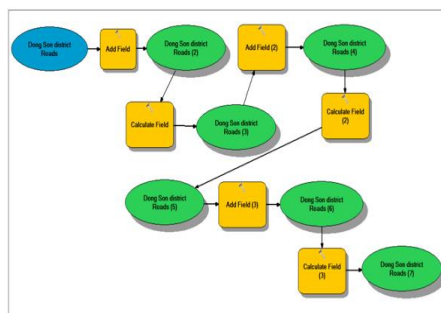 Dong Son district
Roads
Add Field
Dong Son district
Roads (2)
Calculate Field
Dong Son district
Roads (3)
Add Field (2)
Dong Son district
Roads (4)
Calculate Field
(2)
Dong Son district
Roads (5)
Add Field (3)
Dong Son district
Roads (6)
Calculate Field
(3)
Dong Son district
Roads (7)